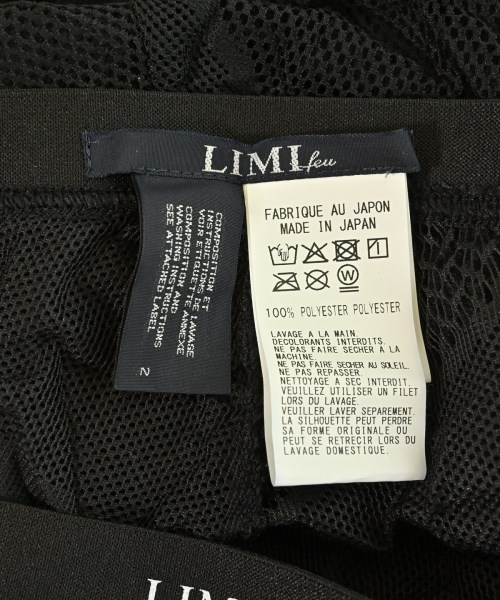 LIMI feu
COMPOSITION ET
INSTRUCTIONS DE LAVAGE
VOIR ETIQUETTE ANNEXE
COMPOSITION AND
WASHING INSTRUCTIONS
SEE ATTACHED LABEL
2
FABRIQUE AU JAPON
MADE IN JAPAN
W
100% POLYESTER POLYESTER
LAVAGE A LA MAIN.
DECOLORANTS INTERDITS.
NE PAS FAIRE SECHER A LA
MACHINE.
NE PAS FAIRE SECHER AU SOLEIL.
NE PAS REPASSER.
NETTOYAGE A SEC INTERDIT.
VEUILLEZ UTILISER UN FILET
LORS DU LAVAGE.
VEUILLER LAVER SEPAREMENT.
LA SILHOUETTE PEUT PERDRE
SA FORME ORIGINALE OU
PEUT SE RETRECIR LORS DU
LAVAGE DOMESTIQUE.
LIMI